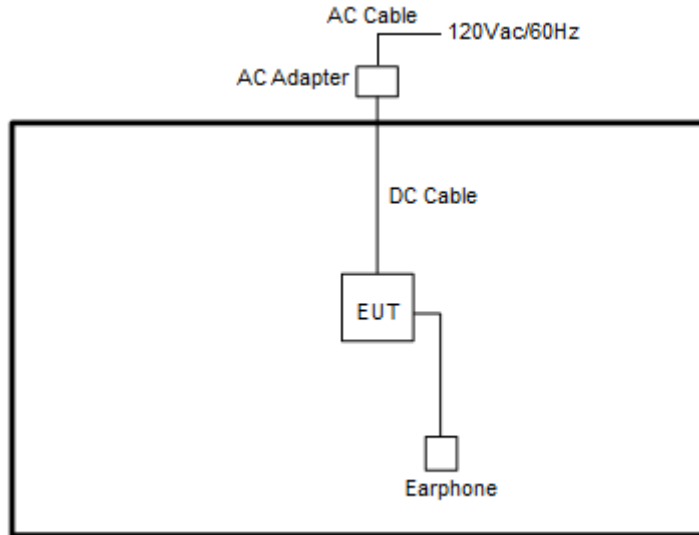 AC Cable
120Vac/60Hz
AC Adapter
DC Cable
EUT
Earphone